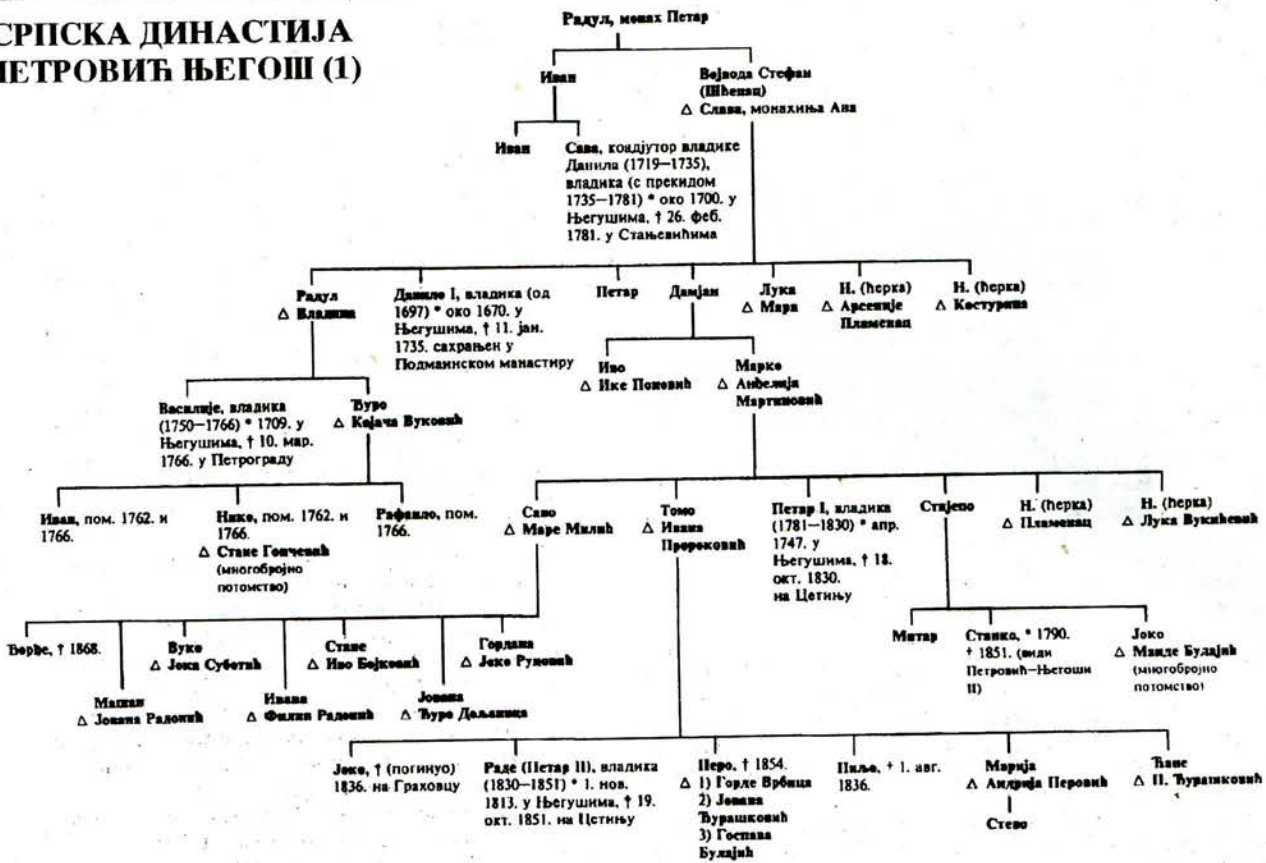 СРПСКА ДИНАСТИЈА
ПЕТРОВИЋ ЊЕГОШ (1)
Радул, монах Петар
Иван
Војвода Стефан
(Шћепац)
△ Слава, монахиња Ана
Иван
Сава, коадјутор владике
Данила (1719—1735),
владика (с прекидом
1735—1781) * око 1700. у
Његушима, † 26. феб.
1781. у Стањевићима
Радул
△ Владина
Данило I, владика (од
1697) * око 1670. у
Његушима, † 11. јан.
1735. сахрањен у
Подмаинском манастиру
Петар
Дамјан
Лука
△ Мара
Н. (ћерка)
△ Арсеније
Пламенац
Н. (ћерка)
△ Костурина
Иво
△ Ике Поповић
Марко
△ Анђелија
Мартиновић
Василије, владика
(1750—1766) * 1709. у
Његушима, † 10. мар.
1766. у Петрограду
Ђуро
△ Којача Вуковић
Иван, пом. 1762. и
1766.
Нико, пом. 1762. и
1766.
△ Стане Гончевић
(многобројно
потомство)
Рафаило, пом.
1766.
Саво
△ Маре Милић
Томо
△ Ивана
Пророковић
Петар I, владика
(1781—1830) * апр.
1747. у
Његушима, † 18.
окт. 1830.
на Цетињу
Стијепо
Н. (ћерка)
△ Пламенац
Н. (ћерка)
△ Лука Вукићевић
Ђорђе, † 1868.
Машан
△ Јована Радонић
Вуко
△ Јока Суботић
Ивана
△ Филип Радонић
Стане
△ Иво Бојковић
Јована
△ Ђуро Даљаница
Гордана
△ Јоко Руновић
Митар
Станко, * 1790.
† 1851. (види
Петровић—Његоши
II)
Јоко
△ Манде Булајић
(многобројно
потомство)
Јоко, † (погинуо)
1836. на Граховцу
Раде (Петар II), владика
(1830—1851) * 1. нов.
1813. у Његушима, † 19.
окт. 1851. на Цетињу
Перо, † 1854.
△ 1) Горде Врбица
2) Јована
Ђурашковић
3) Госпава
Булајић
Пиљо, † 1. авг.
1836.
Марија
△ Андрија Перовић
Стево
Ћане
△ П. Ђурашковић